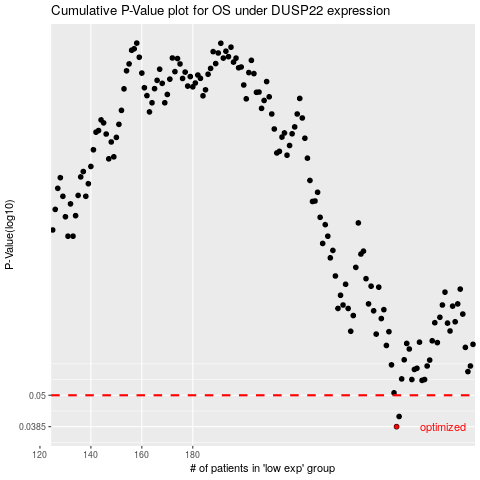 Cumulative P-Value plot for OS under DUSP22 expression
P-Value(log10)
0.05
0.0385
optimized
120 140 160 180
# of patients in 'low exp' group